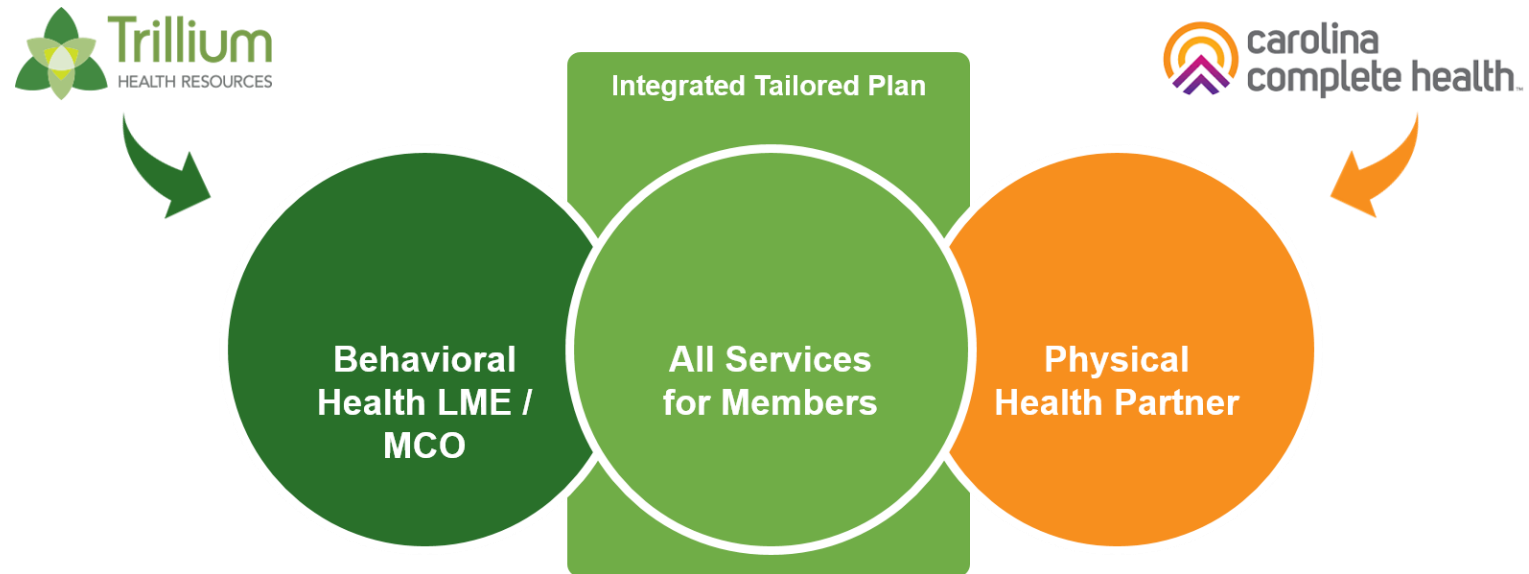 Trillium
HEALTH RESOURCES
Integrated Tailored Plan
carolina
complete health™
Behavioral
Health LME /
MCO
All Services
for Members
Physical
Health Partner